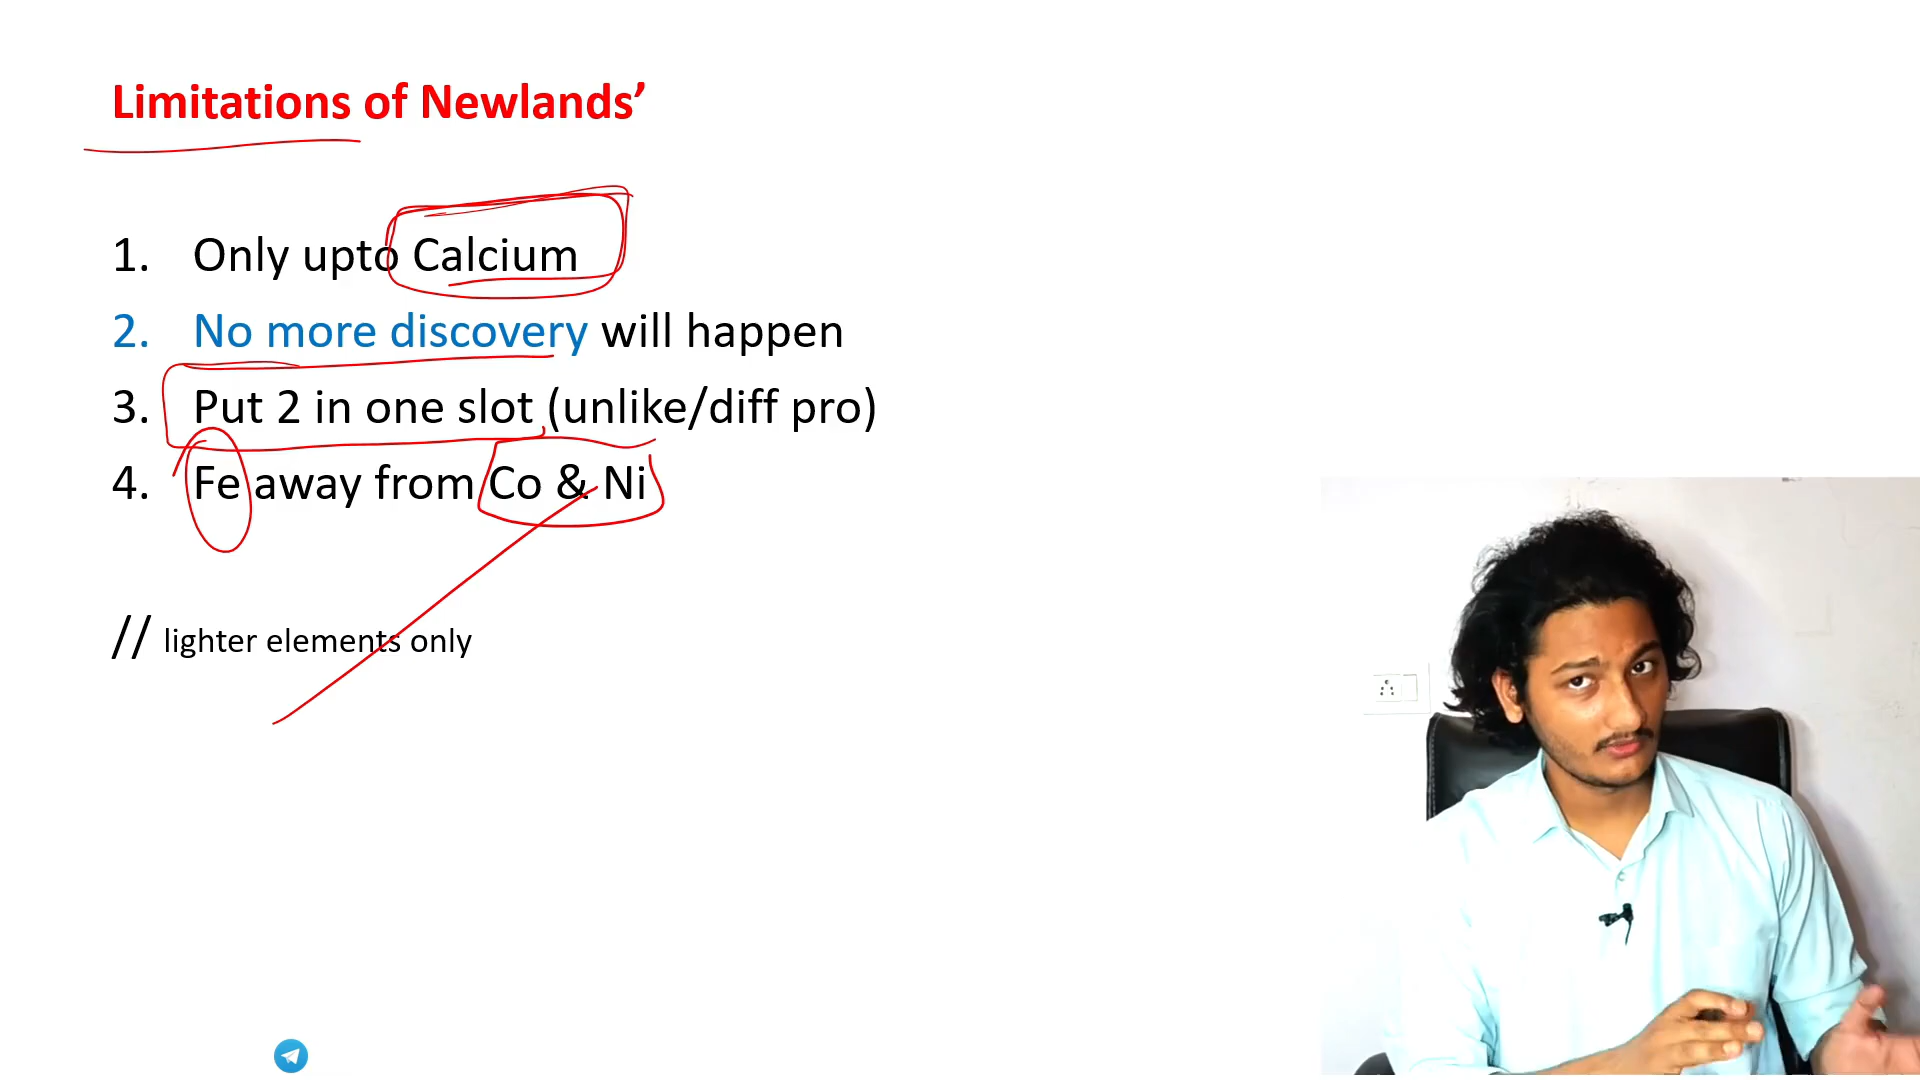 Limitations of Newlands’
1. Only upto Calcium
2. No more discovery will happen
3. Put 2 in one slot (unlike/diff pro)
4. Fe away from Co & Ni
// lighter elements only